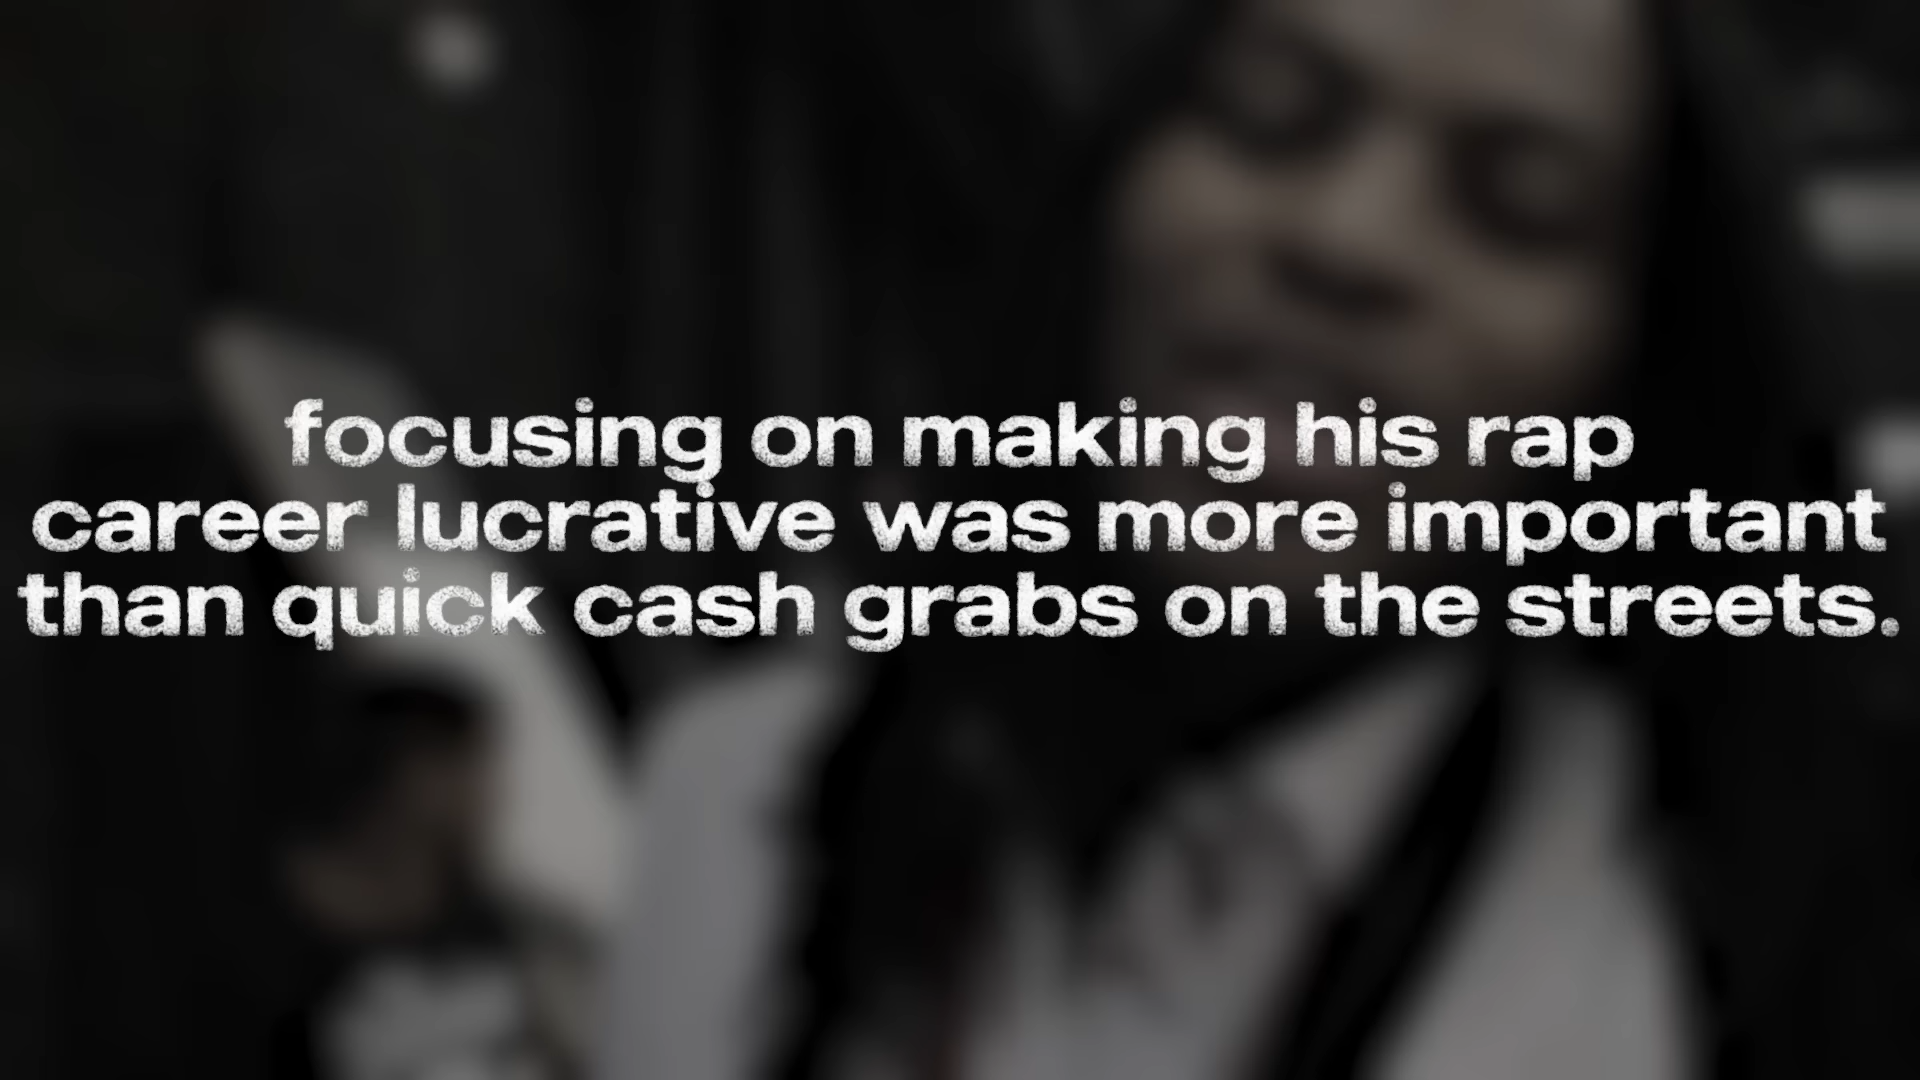 focusing on making his rap
career lucrative was more important
than quick cash grabs on the streets.